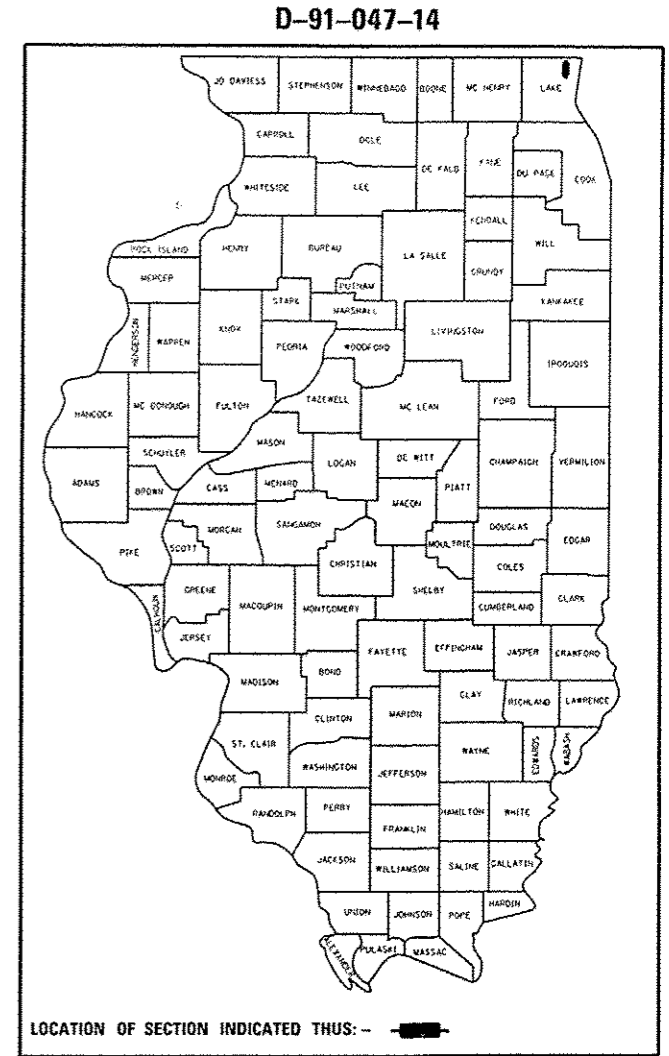 D-91-047-14
JO DAVIESS STEPHENSON WINNEBAGO BOONE MC HENRY LAKE
CARROLL OGLE
DE KALB KANE DU PAGE COOK
WHITESIDE LEE
KENDALL
ROCK ISLAND HENRY BUREAU LA SALLE WILL
MERCER PUTNAM GRUNDY
STARK MARSHALL KANKAKEE
HENDERSON WARREN KNOX PEORIA WOODFORD LIVINGSTON
IROQUOIS
HANCOCK MC DONOUGH FULTON TAZEWELL MC LEAN FORD
MASON
SCHUYLER LOGAN DE WITT CHAMPAIGN VERMILION
ADAMS BROWN CASS MENARD PIATT
MACON
MORGAN SANGAMON DOUGLAS
PIKE SCOTT MOULTRIE EDGAR
CHRISTIAN COLES
GREENE SHELBY
CALHOUN MACOUPIN MONTGOMERY CUMBERLAND CLARK
JERSEY
FAYETTE EFFINGHAM JASPER CRAWFORD
MADISON BOND
CLAY RICHLAND LAWRENCE
CLINTON MARION
ST. CLAIR WAYNE EDWARDS WABASH
WASHINGTON JEFFERSON
MONROE
RANDOLPH PERRY HAMILTON WHITE
FRANKLIN
JACKSON WILLIAMSON SALINE GALLATIN
HARDIN
UNION JOHNSON POPE
ALEXANDER PULASKI MASSAC
LOCATION OF SECTION INDICATED THUS: -